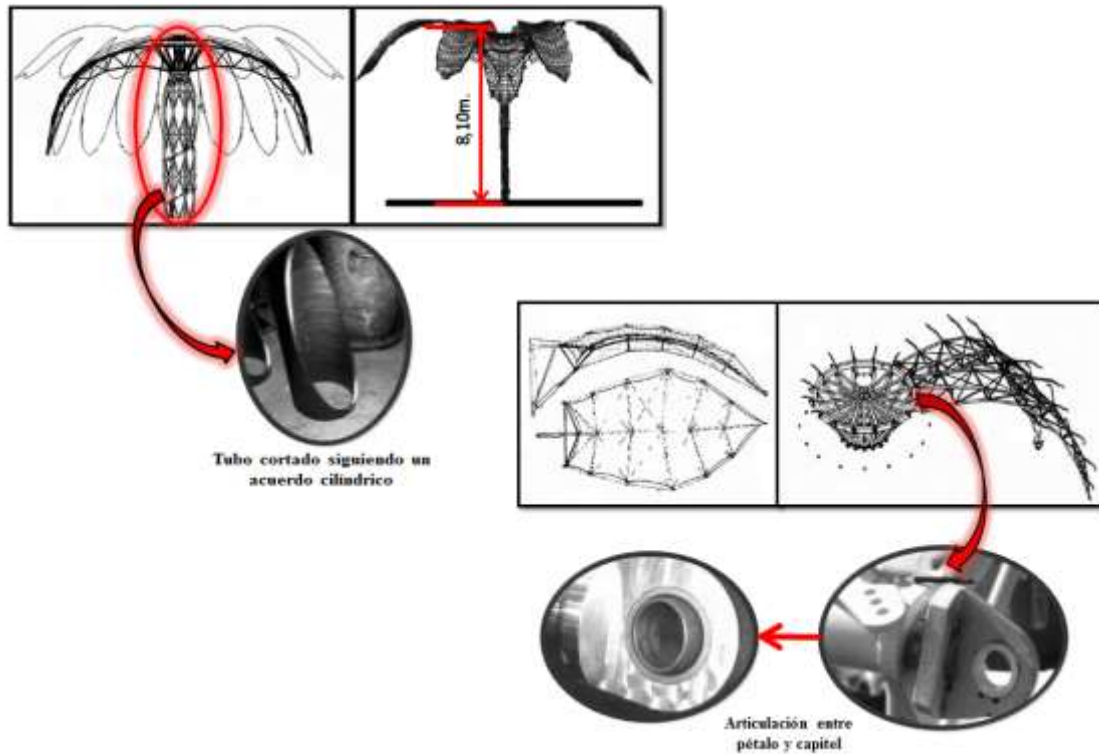 8,10m.
Tubo cortado siguiendo un
acuerdo cilíndrico
Articulación entre
pétalo y capitel